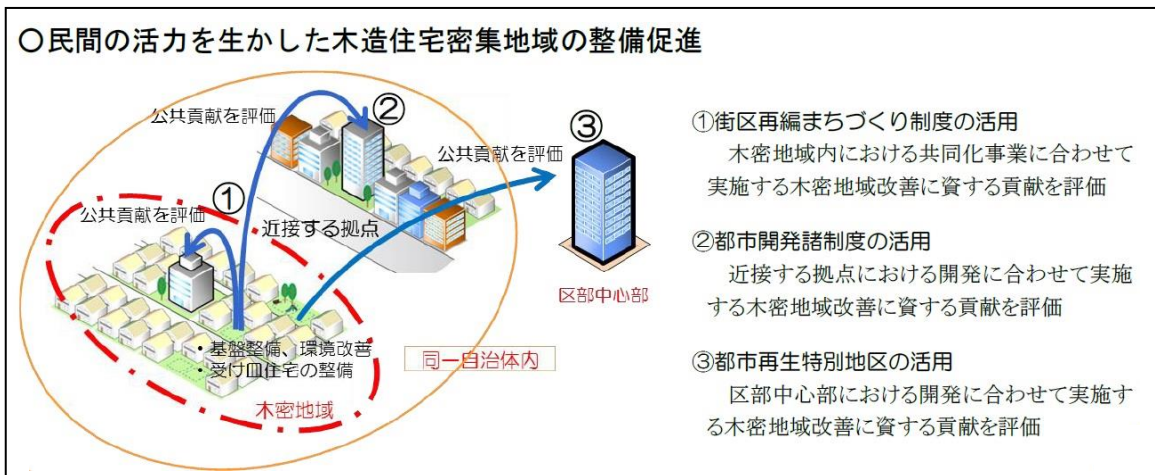 〇民間の活力を生かした木造住宅密集地域の整備促進
公共貢献を評価
②
公共貢献を評価
③
①
公共貢献を評価
近接する拠点
区部中心部
・基盤整備、環境改善
・受け皿住宅の整備
同一自治体内
木密地域
①街区再編まちづくり制度の活用
木密地域内における共同化事業に合わせて
実施する木密地域改善に資する貢献を評価
②都市開発諸制度の活用
近接する拠点における開発に合わせて実施
する木密地域改善に資する貢献を評価
③都市再生特別地区の活用
区部中心部における開発に合わせて実施す
る木密地域改善に資する貢献を評価